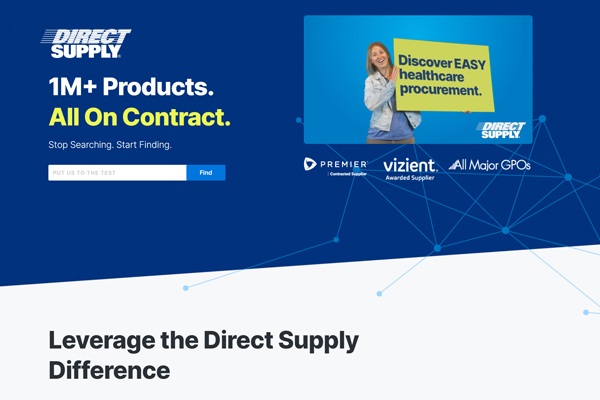 DIRECT
SUPPLY
1M+ Products.
All On Contract.
Stop Searching. Start Finding.
PUT US TO THE TEST
Find
Discover EASY
healthcare
procurement.
DIRECT
SUPPLY
PREMIER
Contracted Supplier
vizient
Awarded Supplier
All Major GPOs
Leverage the Direct Supply
Difference